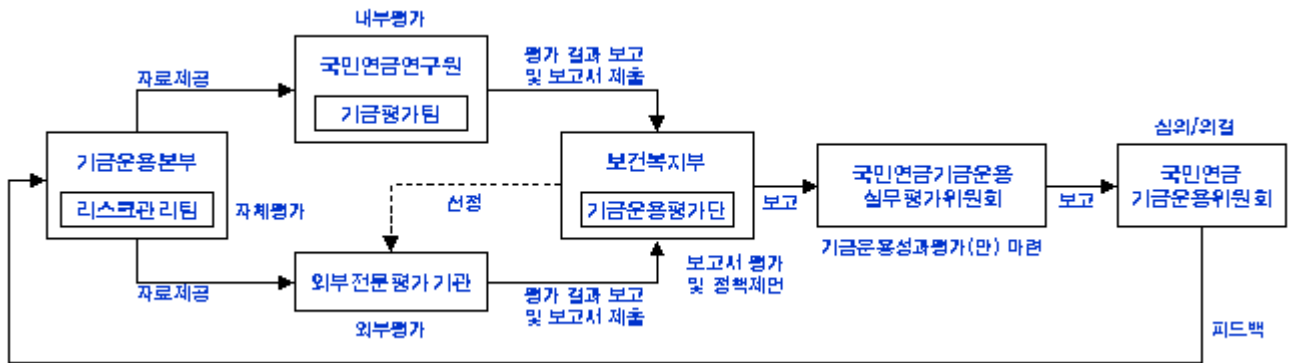 내부평가
국민연금연구원
기금평가팀
자료제공
평가 결과 보고
및 보고서 제출
기금운용본부
리스크관리팀
자체평가
선정
보건복지부
기금운용평가단
보고
국민연금기금운용
실무평가위원회
기금운용성과평가(안) 마련
보고
심의/의결
국민연금
기금운용위원회
자료제공
외부전문평가기관
외부평가
평가 결과 보고
및 보고서 제출
보고서 평가
및 정책제언
피드백